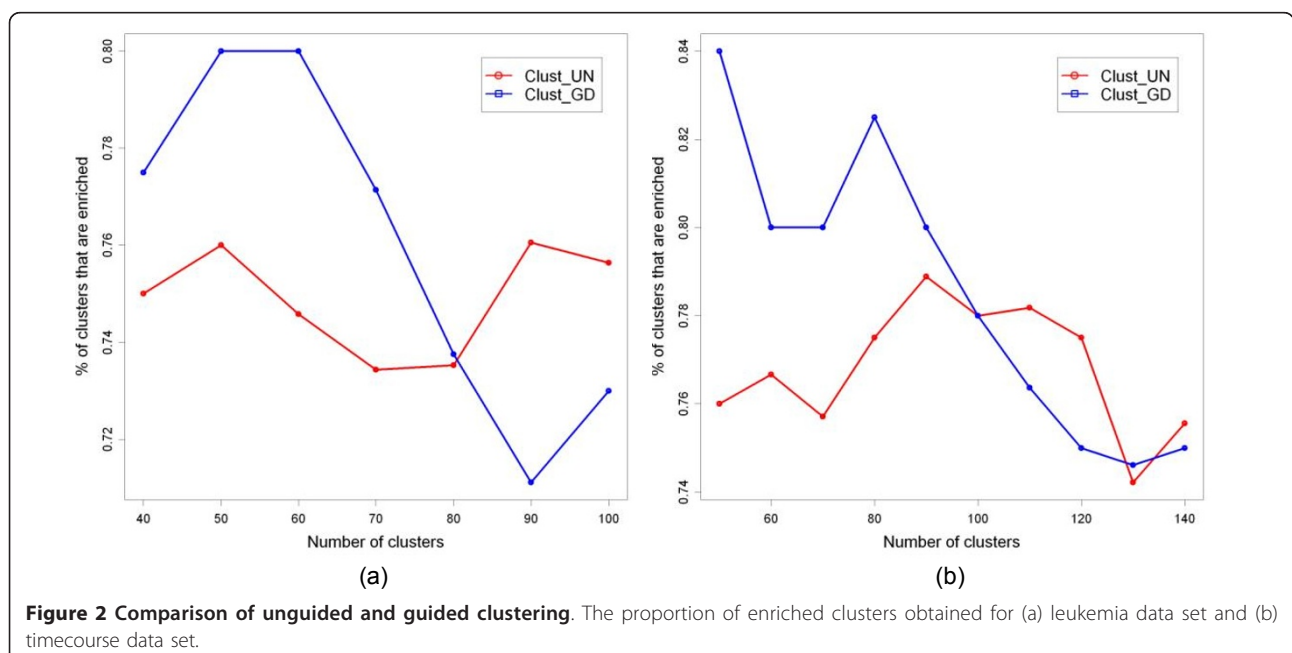 Clust_UN
Clust_GD
% of clusters that are enriched
0.80
0.78
0.76
0.74
0.72
40 50 60 70 80 90 100
Number of clusters
(a)
Clust_UN
Clust_GD
% of clusters that are enriched
0.84
0.82
0.80
0.78
0.76
0.74
60 80 100 120 140
Number of clusters
(b)
Figure 2 Comparison of unguided and guided clustering. The proportion of enriched clusters obtained for (a) leukemia data set and (b)
timecourse data set.